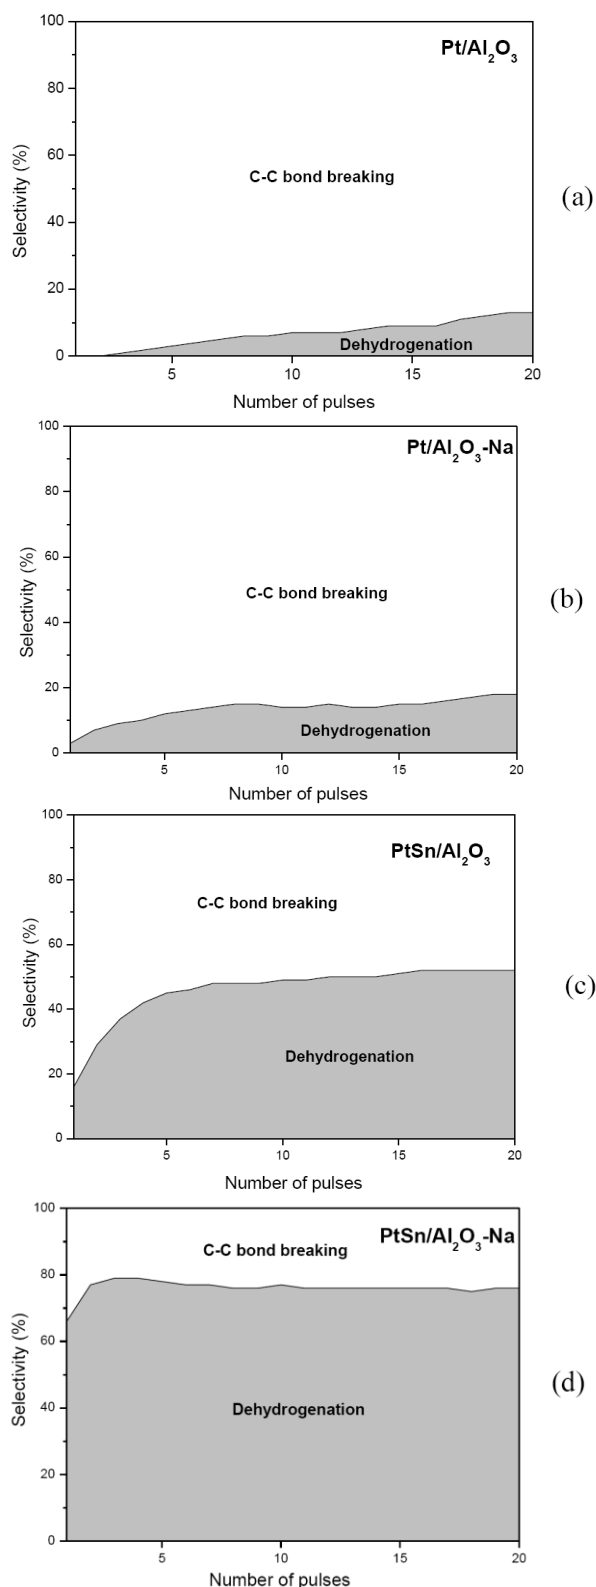 100
Pt/Al2O3
80
60
C-C bond breaking
(a)
Selectivity (%)
40
20
Dehydrogenation
0
5 10 15 20
Number of pulses
100
Pt/Al2O3-Na
80
60
C-C bond breaking
(b)
Selectivity (%)
40
20
Dehydrogenation
0
5 10 15 20
Number of pulses
100
PtSn/Al2O3
80
C-C bond breaking
60
(c)
Selectivity (%)
40
Dehydrogenation
20
0
5 10 15 20
Number of pulses
100
PtSn/Al2O3-Na
C-C bond breaking
80
60
(d)
Selectivity (%)
40
Dehydrogenation
20
0
5 10 15 20
Number of pulses